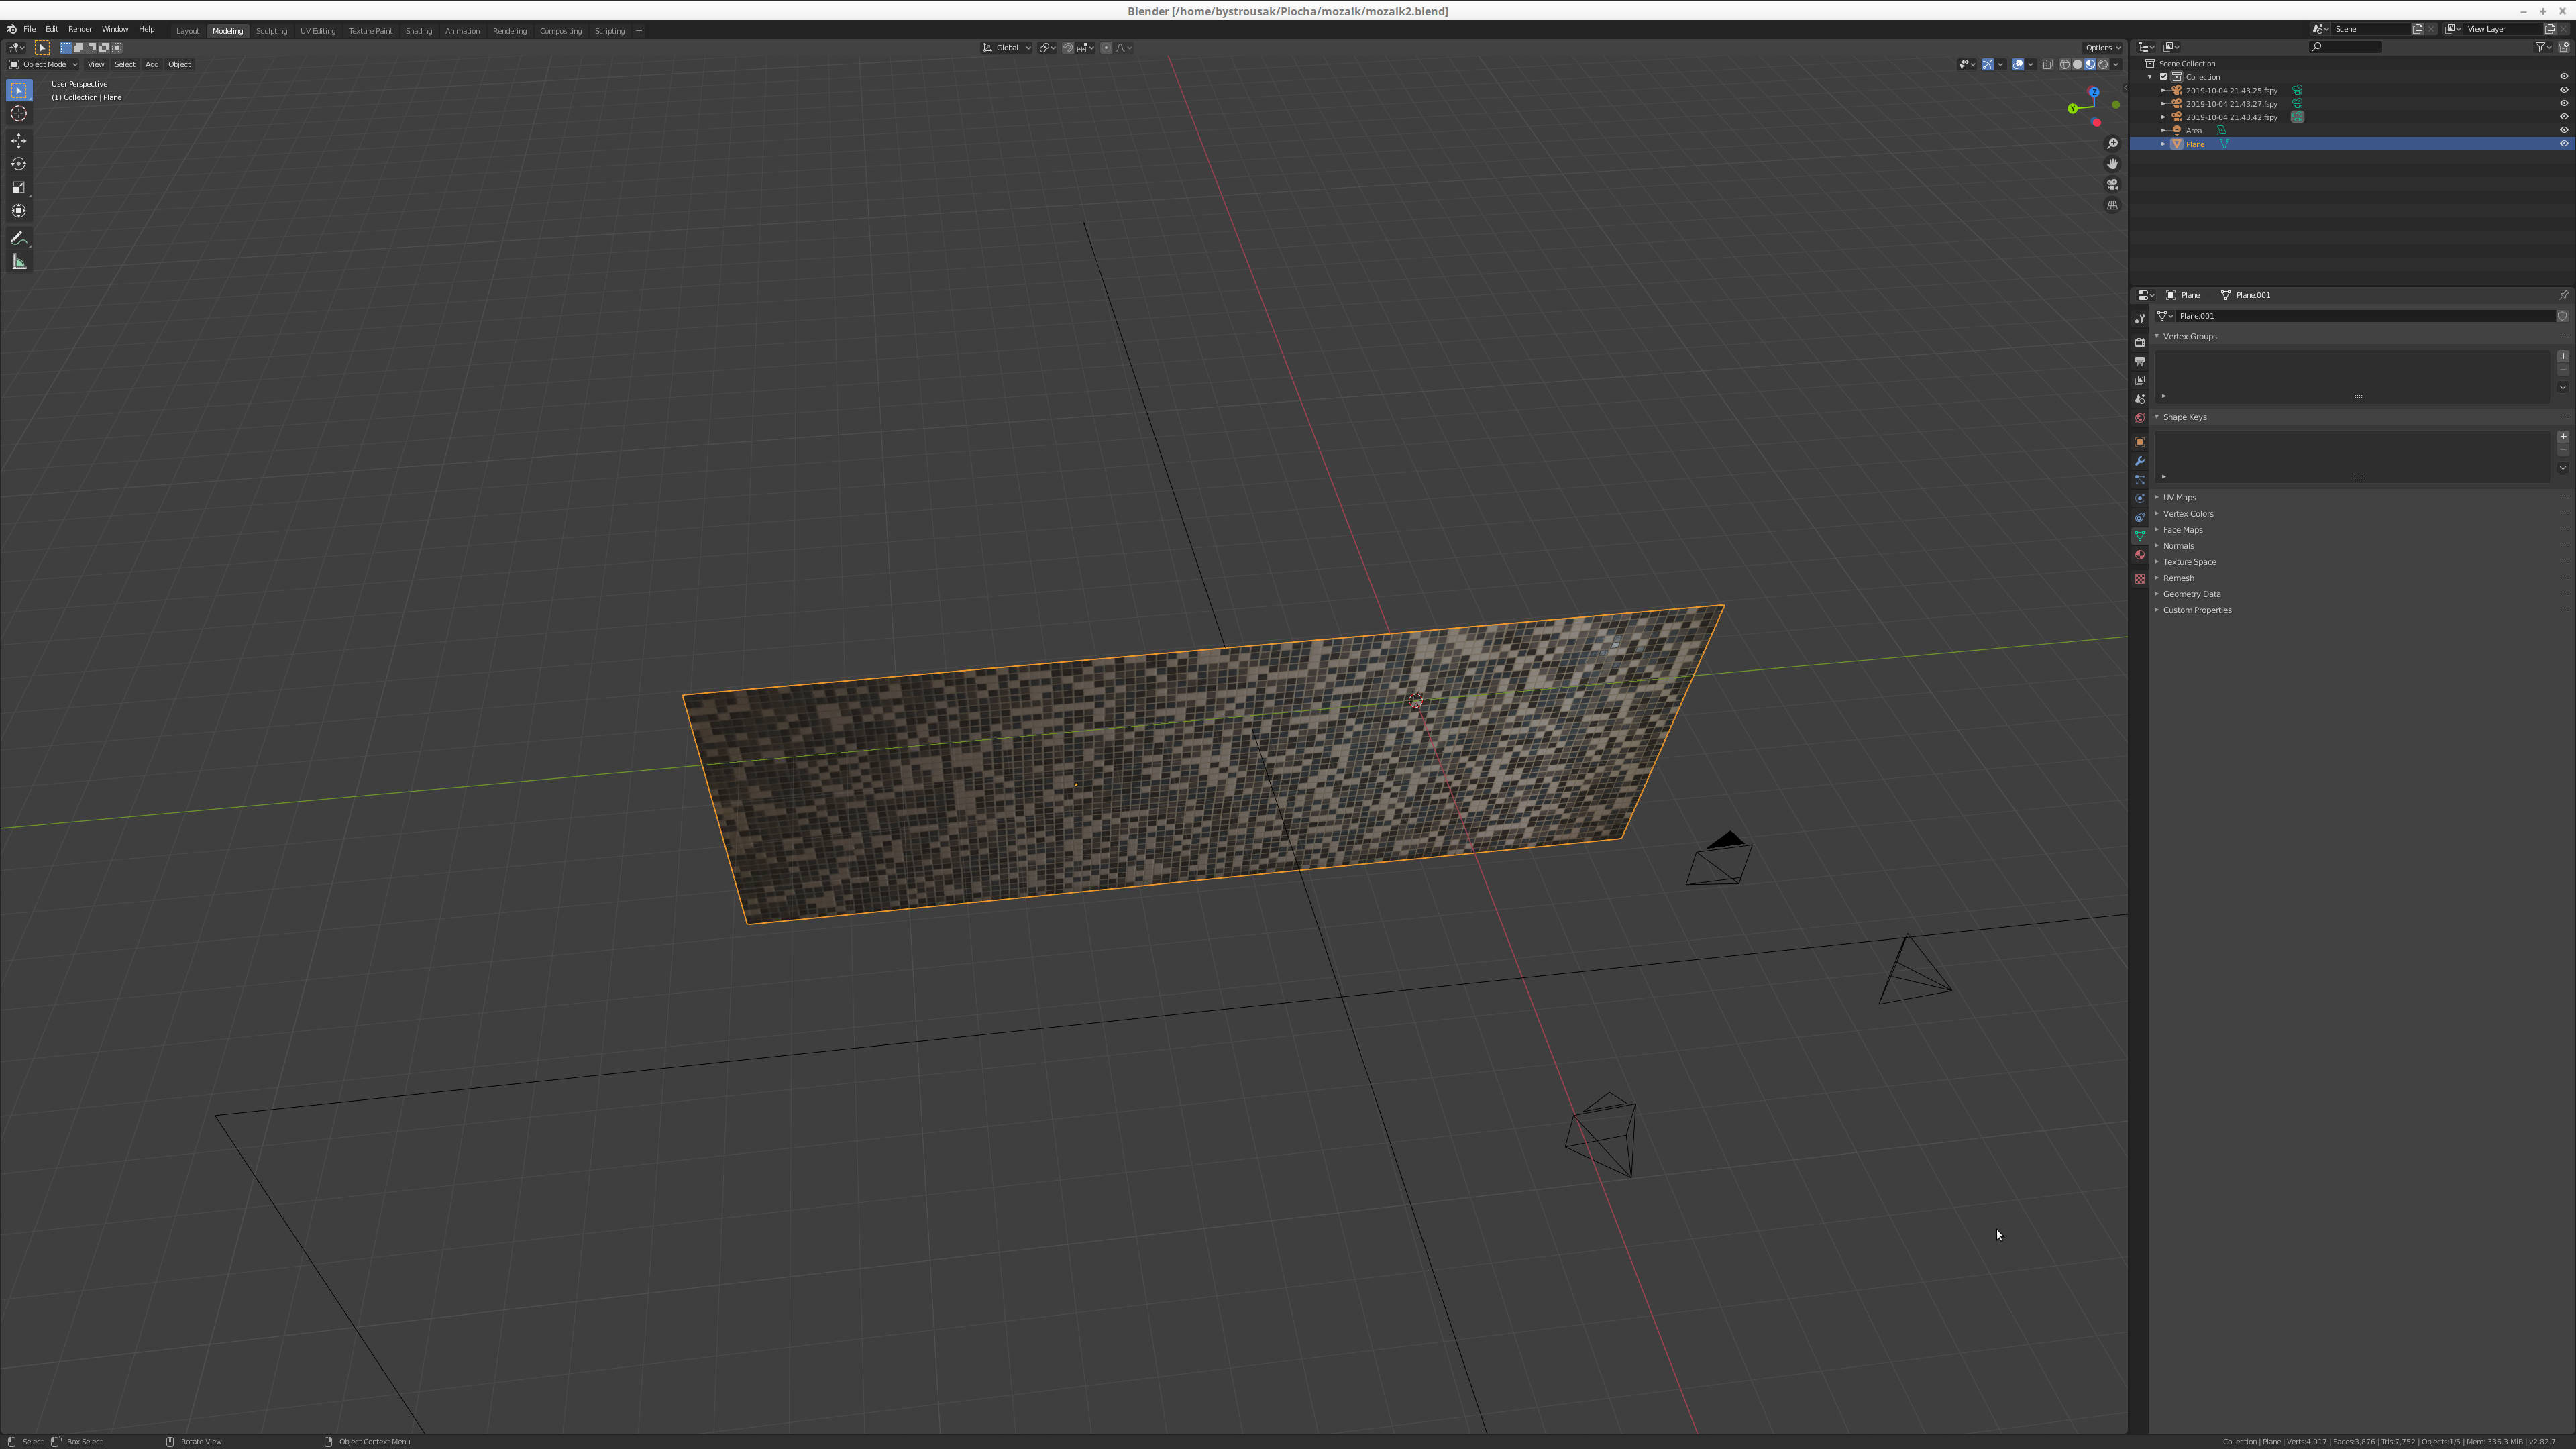 Blender [/home/bystrousak/Plocha/mozaik/mozaik2.blend]
File Edit Render Window Help Layout Modeling Sculpting UV Editing Texture Paint Shading Animation Rendering Compositing Scripting + Scene View Layer
Global Options
Object Mode View Select Add Object
User Perspective
(1) Collection | Plane
Z
Y
Scene Collection
Collection
2019-10-04 21.43.25.fspy
2019-10-04 21.43.27.fspy
2019-10-04 21.43.42.fspy
Area
Plane
Plane Plane.001
Plane.001
Vertex Groups
Shape Keys
UV Maps
Vertex Colors
Face Maps
Normals
Texture Space
Remesh
Geometry Data
Custom Properties
Select Box Select Rotate View Object Context Menu
Collection | Plane | Verts:4,017 | Faces:3,876 | Tris:7,752 | Objects:1/5 | Mem: 336.3 MiB | v2.82.7